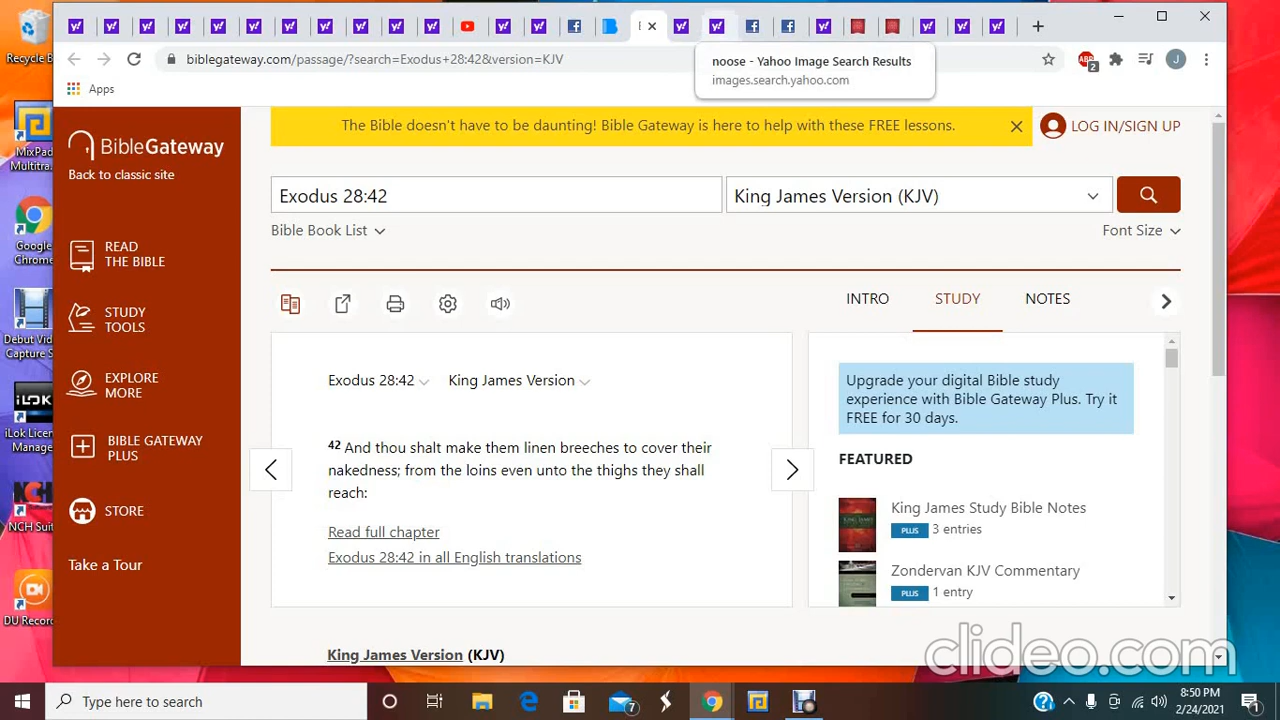 Recycle B
MixPad
Multitra.
Google
Chrome
Debut Vid
Capture S
iLOK
iLok Licen
Manage
NCH
NCH Suit
DU Record
biblegateway.com/passage/?search=Exodus+28:42&version=KJV
noose - Yahoo Image Search Results
images.search.yahoo.com
2
J
Apps
BibleGateway
Back to classic site
READ
THE BIBLE
STUDY
TOOLS
EXPLORE
MORE
BIBLE GATEWAY
PLUS
STORE
Take a Tour
The Bible doesn't have to be daunting! Bible Gateway is here to help with these FREE lessons.
LOG IN/SIGN UP
Exodus 28:42
King James Version (KJV)
Bible Book List
Font Size
INTRO
STUDY
NOTES
Exodus 28:42
King James Version
42 And thou shalt make them linen breeches to cover their
nakedness; from the loins even unto the thighs they shall
reach:
Read full chapter
Exodus 28:42 in all English translations
Upgrade your digital Bible study
experience with Bible Gateway Plus. Try it
FREE for 30 days.
FEATURED
King James Study Bible Notes
PLUS 3 entries
Zondervan KJV Commentary
PLUS 1 entry
King James Version (KJV)
clideo.com
Type here to search
7
8:50 PM
2/24/2021
1